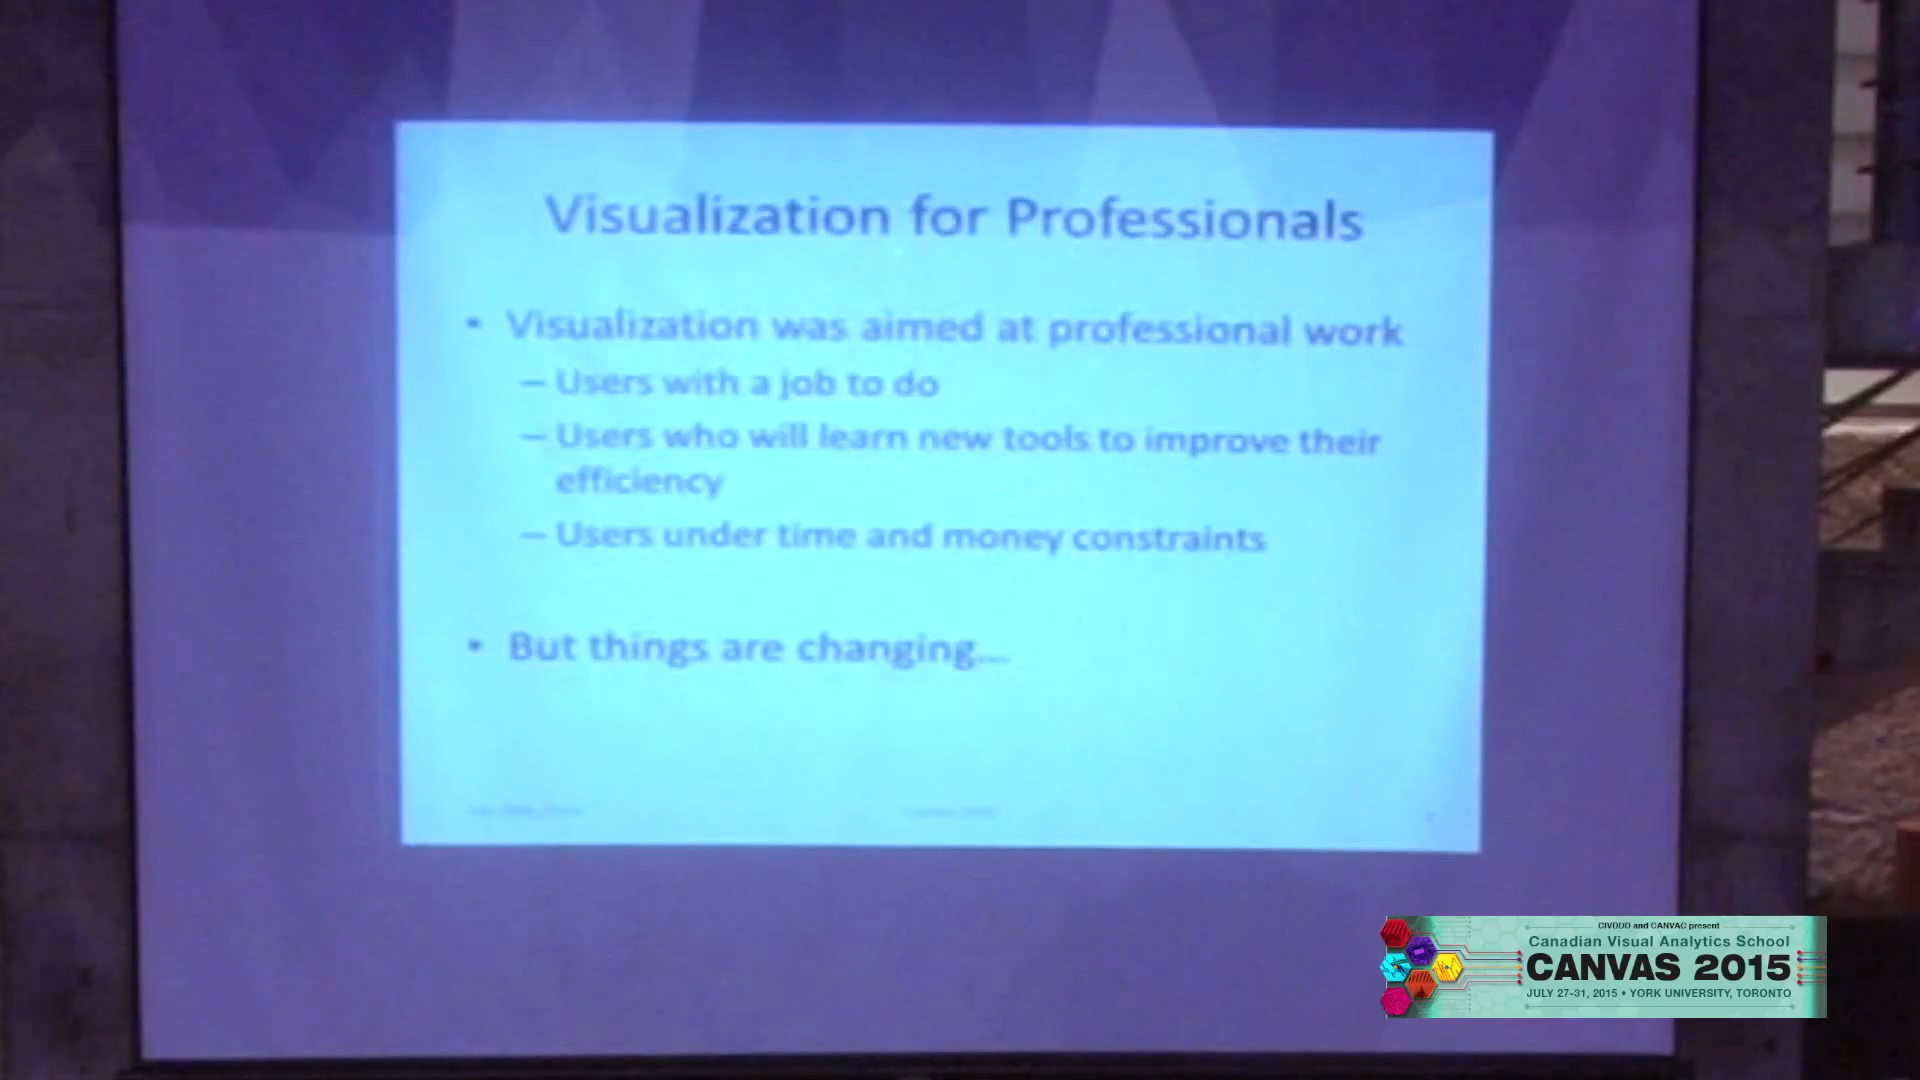 Visualization for Professionals
• Visualization was aimed at professional work
– Users with a job to do
– Users who will learn new tools to improve their
efficiency
– Users under time and money constraints
• But things are changing...
CIVDDD and CANVAC present
Canadian Visual Analytics School
CANVAS 2015
JULY 27-31, 2015 • YORK UNIVERSITY, TORONTO